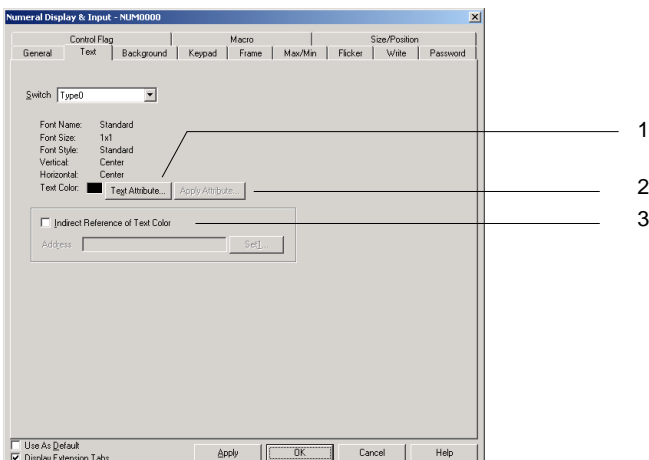 Numeral Display & Input - NUM0000
Control Flag Macro Size/Position
General Text Background Keypad Frame Max/Min Flicker Write Password
Switch Type0
Font Name: Standard
Font Size: 1x1
Font Style: Standard
Vertical: Center
Horizontal: Center
Text Color: Text Attribute... Apply Attribute...
Indirect Reference of Text Color
Address Set1...
Use As Default
Display Extension Tabs
Apply OK Cancel Help
1
2
3